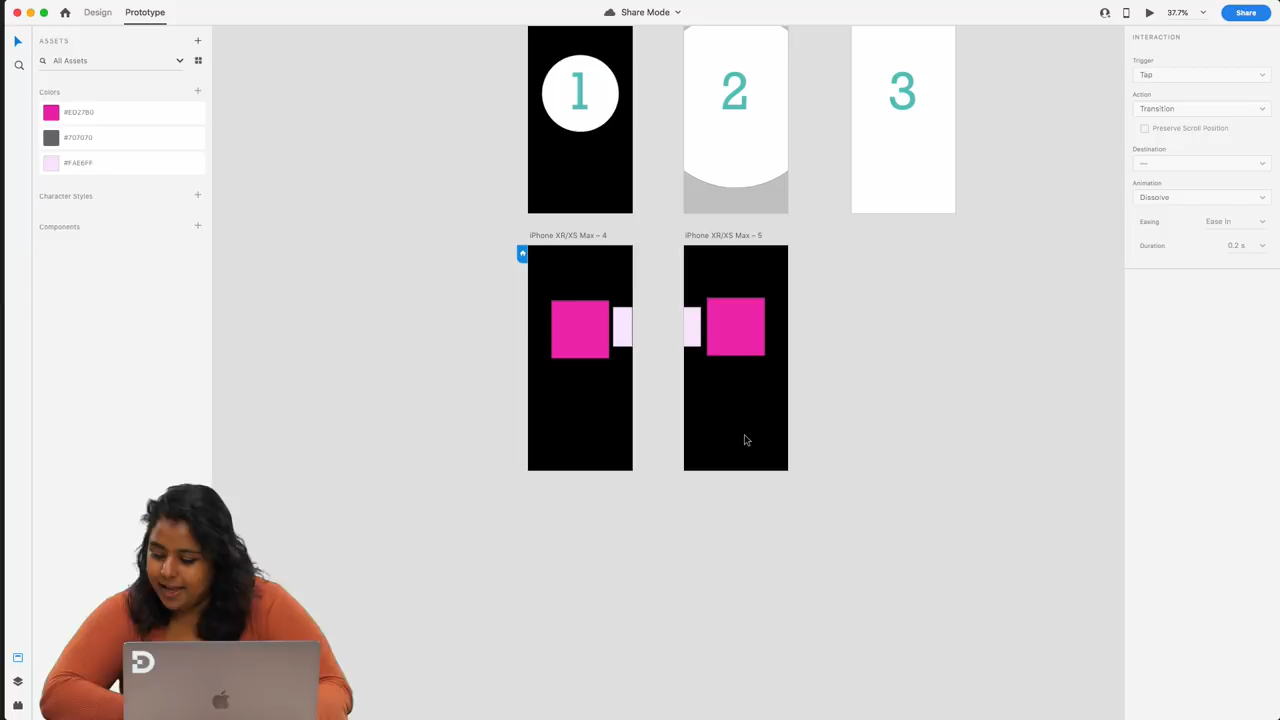 Design
Prototype
Share Mode
37.7%
Share
ASSETS
All Assets
Colors
#ED27B0
#707070
#FAE6FF
Character Styles
Components
1
2
3
iPhone XR/XS Max – 4
iPhone XR/XS Max – 5
INTERACTION
Trigger
Tap
Action
Transition
Preserve Scroll Position
Destination
—
Animation
Dissolve
Easing
Ease In
Duration
0.2 s
D